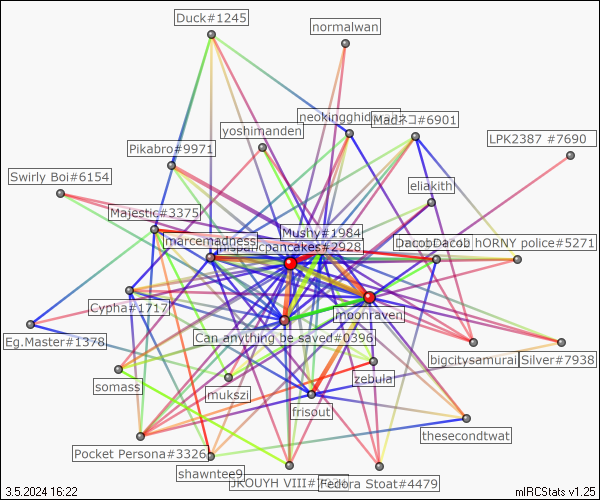 Duck#1245
normalwan
neokingghid
Madネコ#6901
yoshimanden
LPK2387 #7690
Pikabro#9971
Swirly Boi#6154
eliakith
Majestic#3375
Mushy#1984
marcemadness
cpancakes#2928
Dacob
hORNY police#5271
Cypha#1717
moonraven
Eg.Master#1378
Can anything be saved#0396
bigcitysamurai
Silver#7938
somass
zebula
mukszi
frisout
thesecondtwat
Pocket Persona#3326
shawntee9
JKOUYH VIII#
Fedora Stoat#4479
3.5.2024 16:22
mIRCStats v1.25